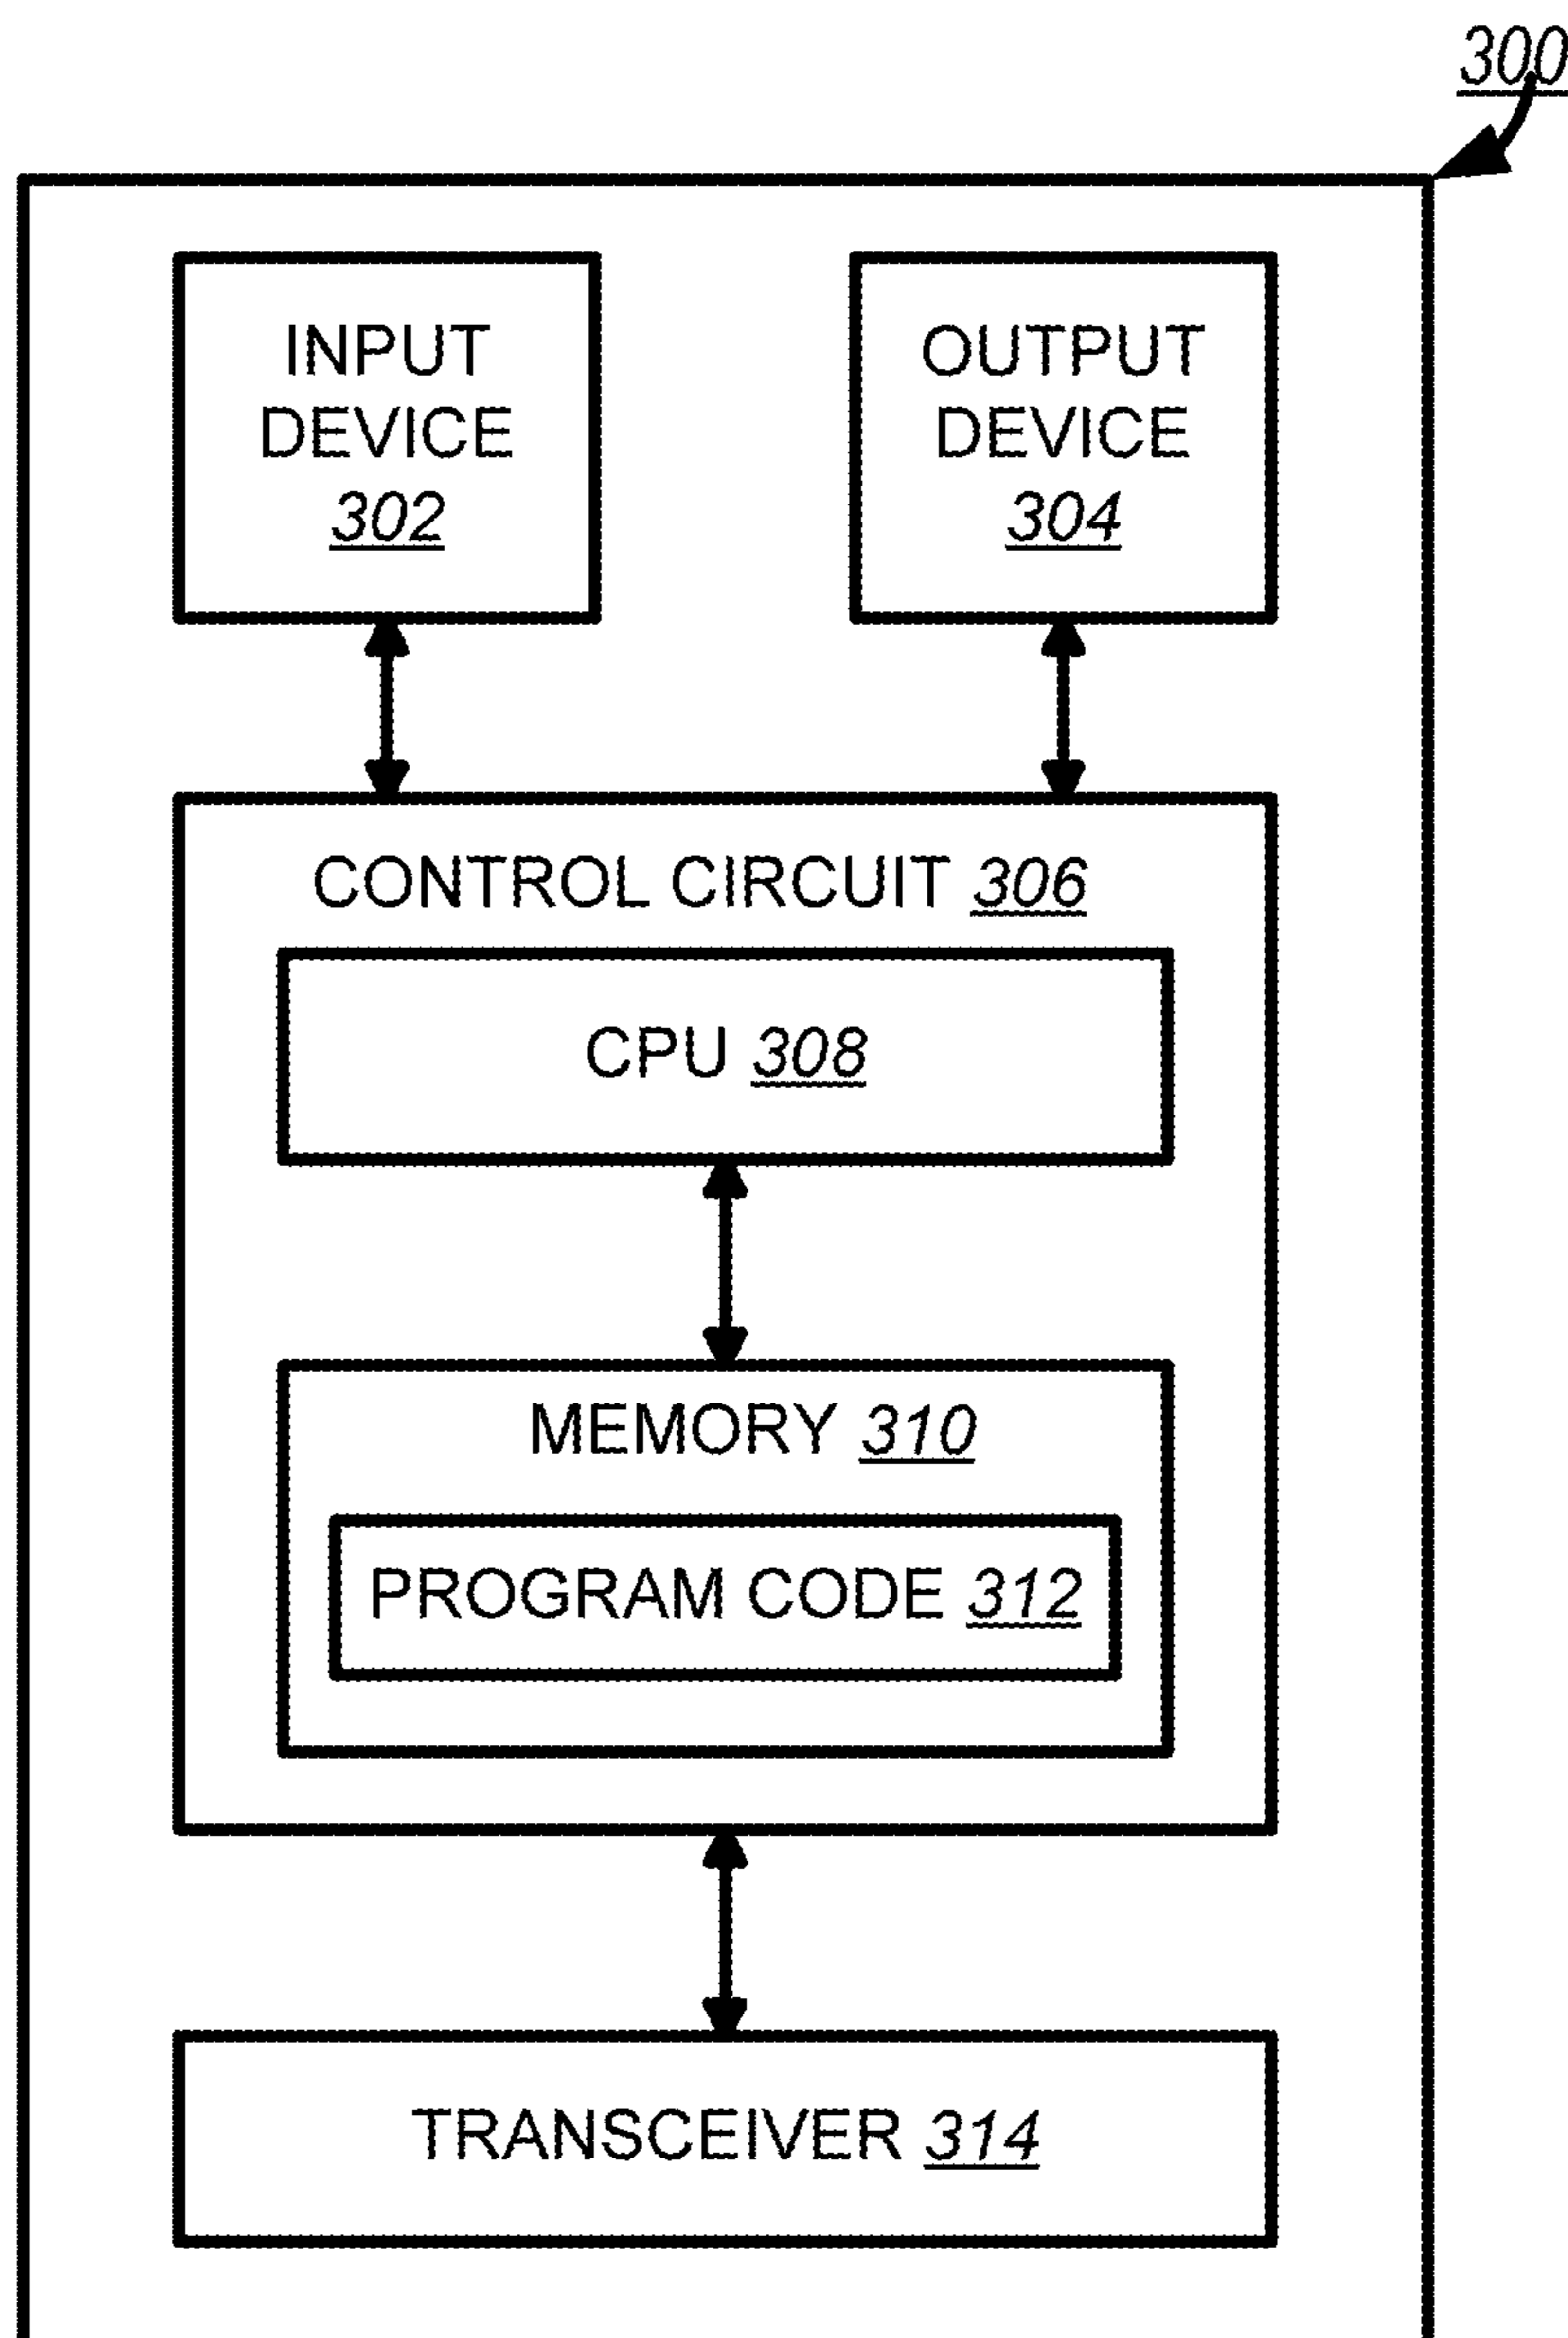 300
INPUT
DEVICE
302
OUTPUT
DEVICE
304
CONTROL CIRCUIT 306
CPU 308
MEMORY 310
PROGRAM CODE 312
TRANSCEIVER 314